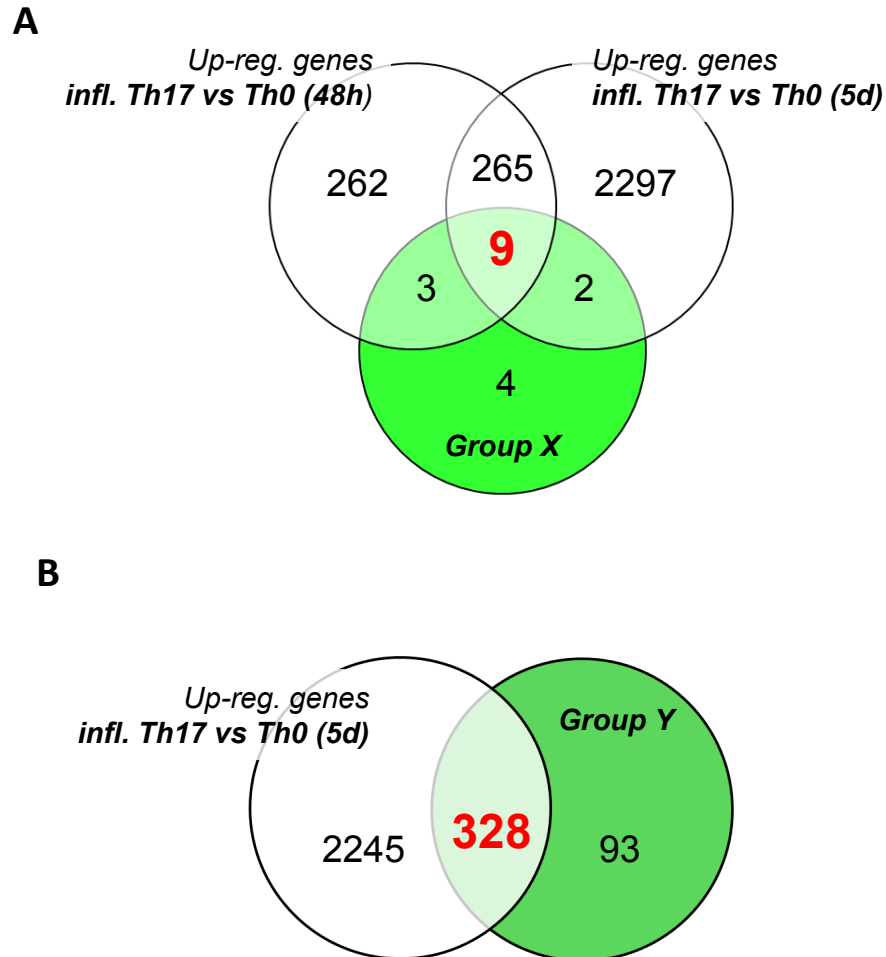 A
Up-reg. genes
infl. Th17 vs Th0 (48h)
Up-reg. genes
infl. Th17 vs Th0 (5d)
262
265
2297
9
3
2
4
Group X
B
Up-reg. genes
infl. Th17 vs Th0 (5d)
Group Y
2245
328
93